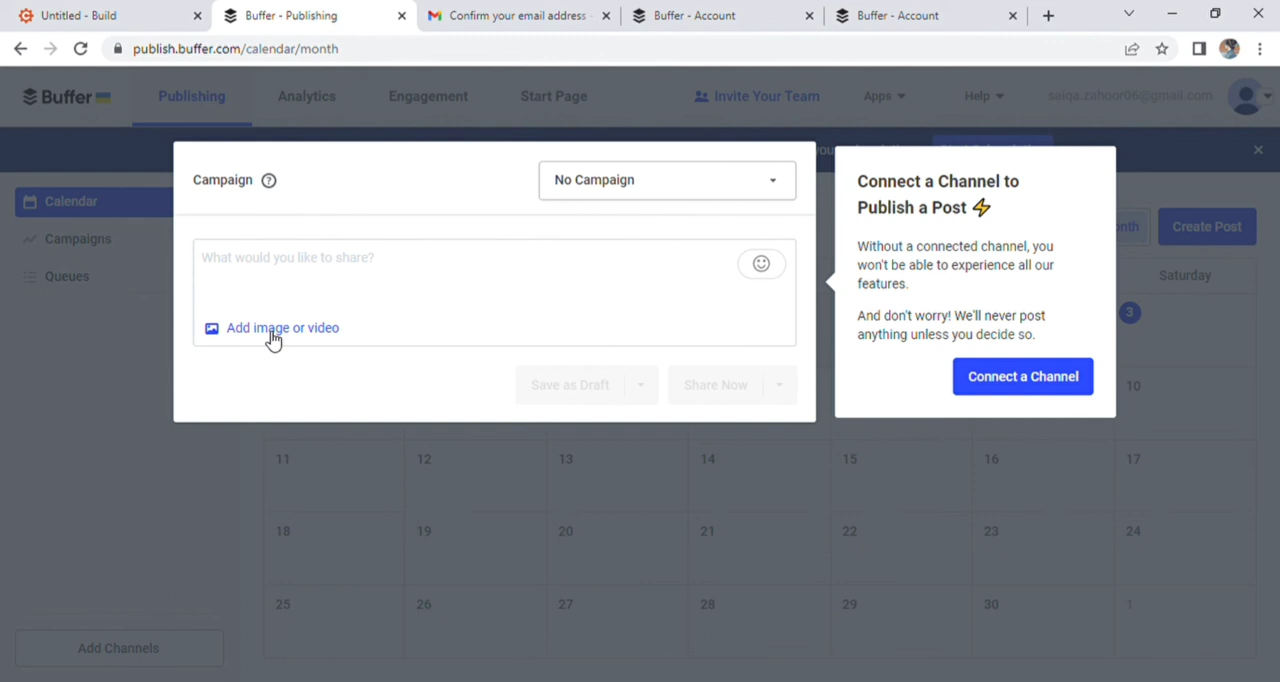 Untitled - Build
Buffer - Publishing
Confirm your email address
Buffer - Account
Buffer - Account
publish.buffer.com/calendar/month
Buffer
Publishing
Analytics
Engagement
Start Page
Invite Your Team
Apps
Help
saiqa.zahoor06@gmail.com
Calendar
Campaigns
Queues
Campaign ?
No Campaign
What would you like to share?
Add image or video
Save as Draft
Share Now
Connect a Channel to
Publish a Post ⚡
Without a connected channel, you
won't be able to experience all our
features.
And don't worry! We'll never post
anything unless you decide so.
Connect a Channel
Create Post
Saturday
3
10
11 12 13 14 15 16 17
18 19 20 21 22 23 24
25 26 27 28 29 30 1
Add Channels